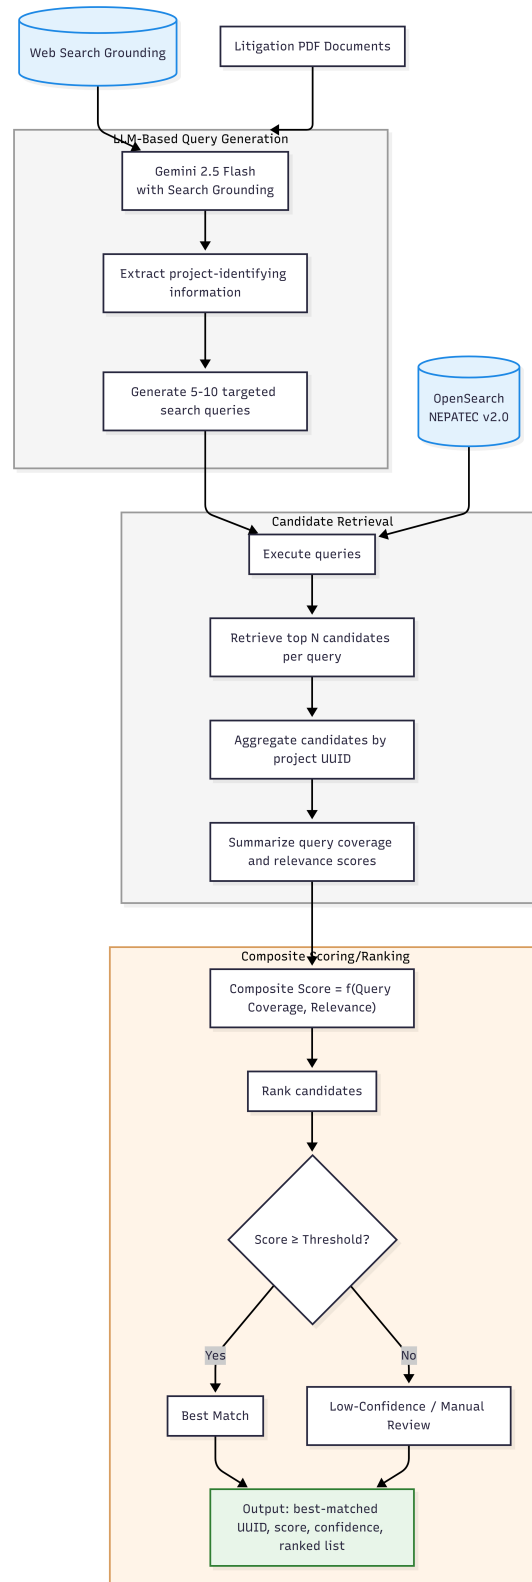 Web Search Grounding
Litigation PDF Documents
LLM-Based Query Generation
Gemini 2.5 Flash
with Search Grounding
Extract project-identifying
information
Generate 5-10 targeted
search queries
OpenSearch
NEPATEC v2.0
Candidate Retrieval
Execute queries
Retrieve top N candidates
per query
Aggregate candidates by
project UUID
Summarize query coverage
and relevance scores
Composite Scoring/Ranking
Composite Score = f(Query
Coverage, Relevance)
Rank candidates
Score ≥ Threshold?
Yes
No
Best Match
Low-Confidence / Manual
Review
Output: best-matched
UUID, score, confidence,
ranked list